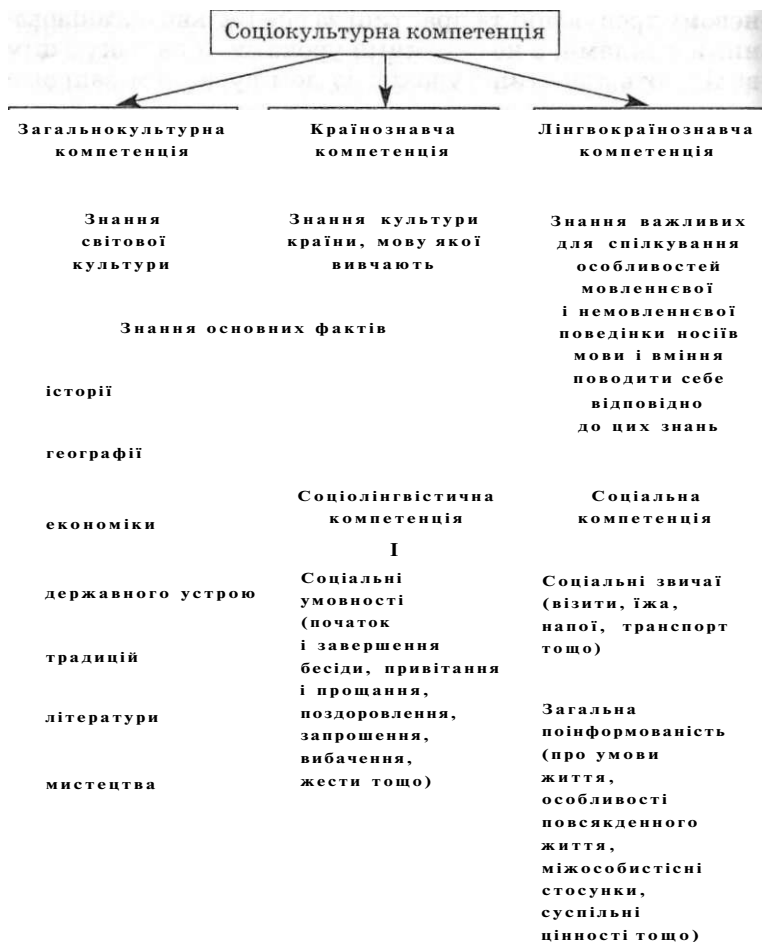 Соціокультурна компетенція
Загальнокультурна
компетенція
Знання
світової
культури
Країнознавча
компетенція
Знання культури
країни, мову якої
вивчають
Знання основних фактів
історії
географії
економіки
державного устрою
традицій
літератури
мистецтва
Лінгвокраїнознавча
компетенція
Знання важливих
для спілкування
особливостей
мовленнєвої
і немовленнєвої
поведінки носіїв
мови і вміння
поводити себе
відповідно
до цих знань
Соціолінгвістична
компетенція
І
Соціальні
умовності
(початок
і завершення
бесіди, привітання
і прощання,
поздоровлення,
запрошення,
вибачення,
жести тощо)
Соціальна
компетенція
Соціальні звичаї
(візити, їжа,
напої, транспорт
тощо)
Загальна
поінформованість
(про умови
життя,
особливості
повсякденного
життя,
міжособистісні
стосунки,
суспільні
цінності тощо)